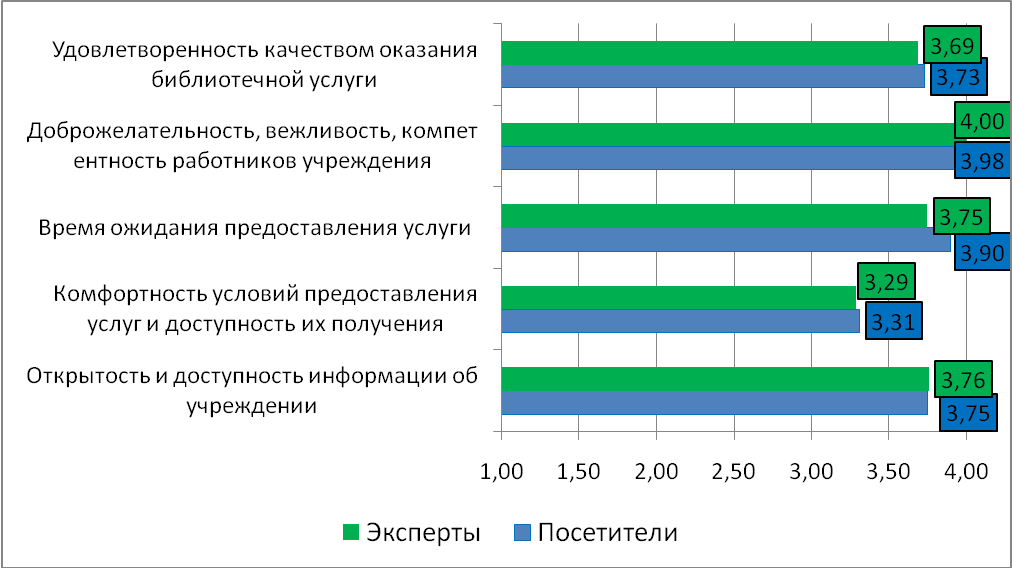 Удовлетворенность качеством оказания
библиотечной услуги
3,69
3,73
Доброжелательность, вежливость, компет
ентность работников учреждения
4,00
3,98
Время ожидания предоставления услуги
3,75
3,90
Комфортность условий предоставления
услуг и доступность их получения
3,29
3,31
Открытость и доступность информации об
учреждении
3,76
3,75
1,00 1,50 2,00 2,50 3,00 3,50 4,00
Эксперты Посетители